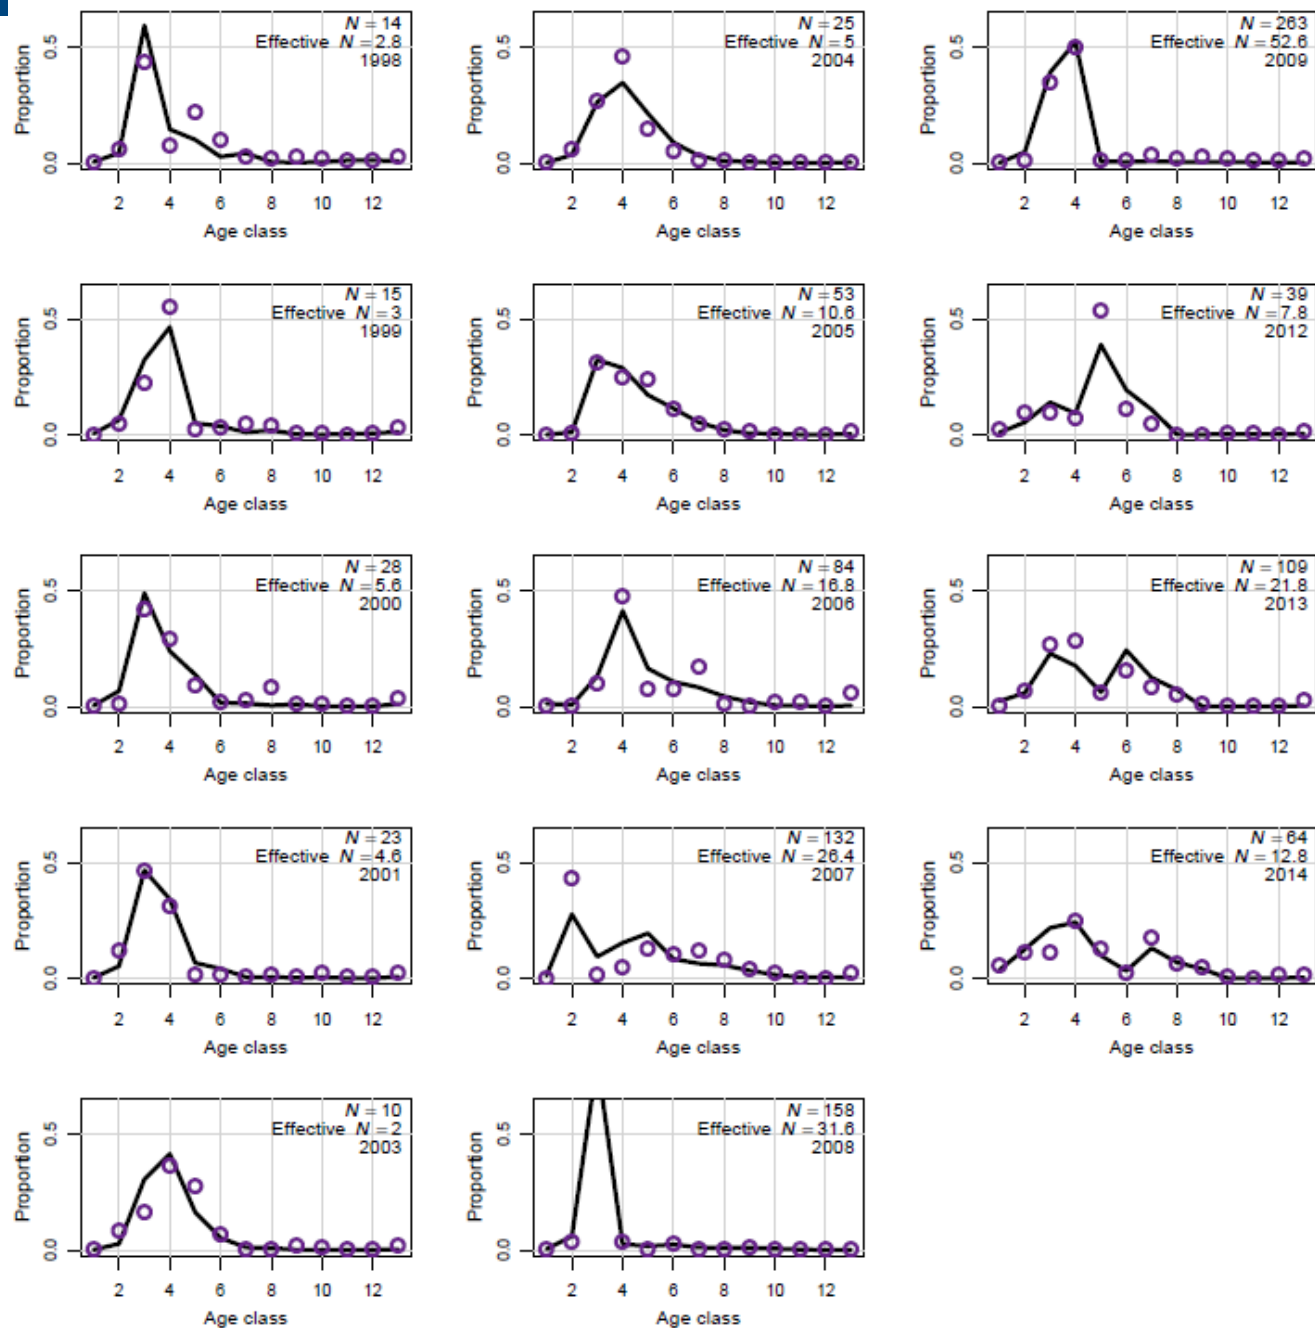 N = 14
Effective N = 2.8
1998
Proportion
0.0 0.5
2 4 6 8 10 12
Age class
N = 25
Effective N = 5
2004
Proportion
0.0 0.5
2 4 6 8 10 12
Age class
N = 263
Effective N = 52.6
2009
Proportion
0.0 0.5
2 4 6 8 10 12
Age class
N = 15
Effective N = 3
1999
Proportion
0.0 0.5
2 4 6 8 10 12
Age class
N = 53
Effective N = 10.6
2005
Proportion
0.0 0.5
2 4 6 8 10 12
Age class
N = 39
Effective N = 7.8
2012
Proportion
0.0 0.5
2 4 6 8 10 12
Age class
N = 28
Effective N = 5.6
2000
Proportion
0.0 0.5
2 4 6 8 10 12
Age class
N = 84
Effective N = 16.8
2006
Proportion
0.0 0.5
2 4 6 8 10 12
Age class
N = 109
Effective N = 21.8
2013
Proportion
0.0 0.5
2 4 6 8 10 12
Age class
N = 23
Effective N = 4.6
2001
Proportion
0.0 0.5
2 4 6 8 10 12
Age class
N = 132
Effective N = 26.4
2007
Proportion
0.0 0.5
2 4 6 8 10 12
Age class
N = 64
Effective N = 12.8
2014
Proportion
0.0 0.5
2 4 6 8 10 12
Age class
N = 10
Effective N = 2
2003
Proportion
0.0 0.5
2 4 6 8 10 12
Age class
N = 158
Effective N = 31.6
2008
Proportion
0.0 0.5
2 4 6 8 10 12
Age class